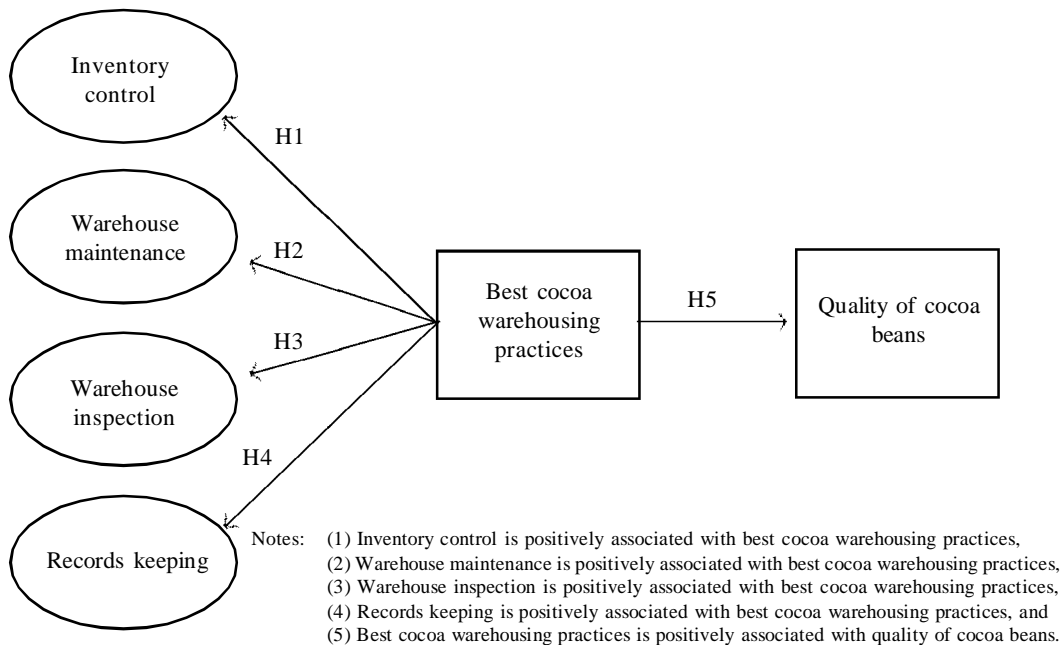 Inventory
control
H1
Warehouse
maintenance
H2
Best cocoa
warehousing
practices
H5
Quality of cocoa
beans
H3
Warehouse
inspection
H4
Records keeping
Notes: (1) Inventory control is positively associated with best cocoa warehousing practices,
(2) Warehouse maintenance is positively associated with best cocoa warehousing practices,
(3) Warehouse inspection is positively associated with best cocoa warehousing practices,
(4) Records keeping is positively associated with best cocoa warehousing practices, and
(5) Best cocoa warehousing practices is positively associated with quality of cocoa beans.